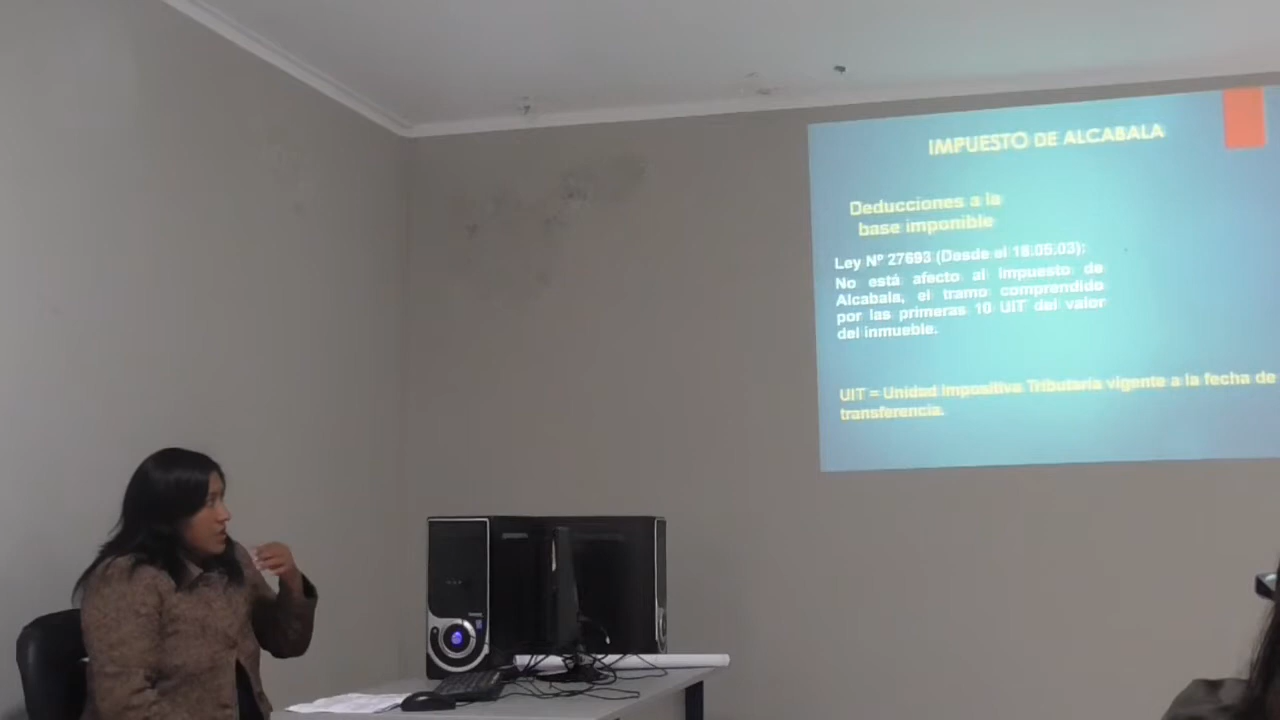 IMPUESTO DE ALCABALA
Deducciones a la
base imponible
Ley Nº 27693 (Desde el 18.05.03):
No está afecto al Impuesto de
Alcabala, el tramo comprendido
por las primeras 10 UIT del valor
del inmueble.
UIT = Unidad Impositiva Tributaria vigente a la fecha de
transferencia.